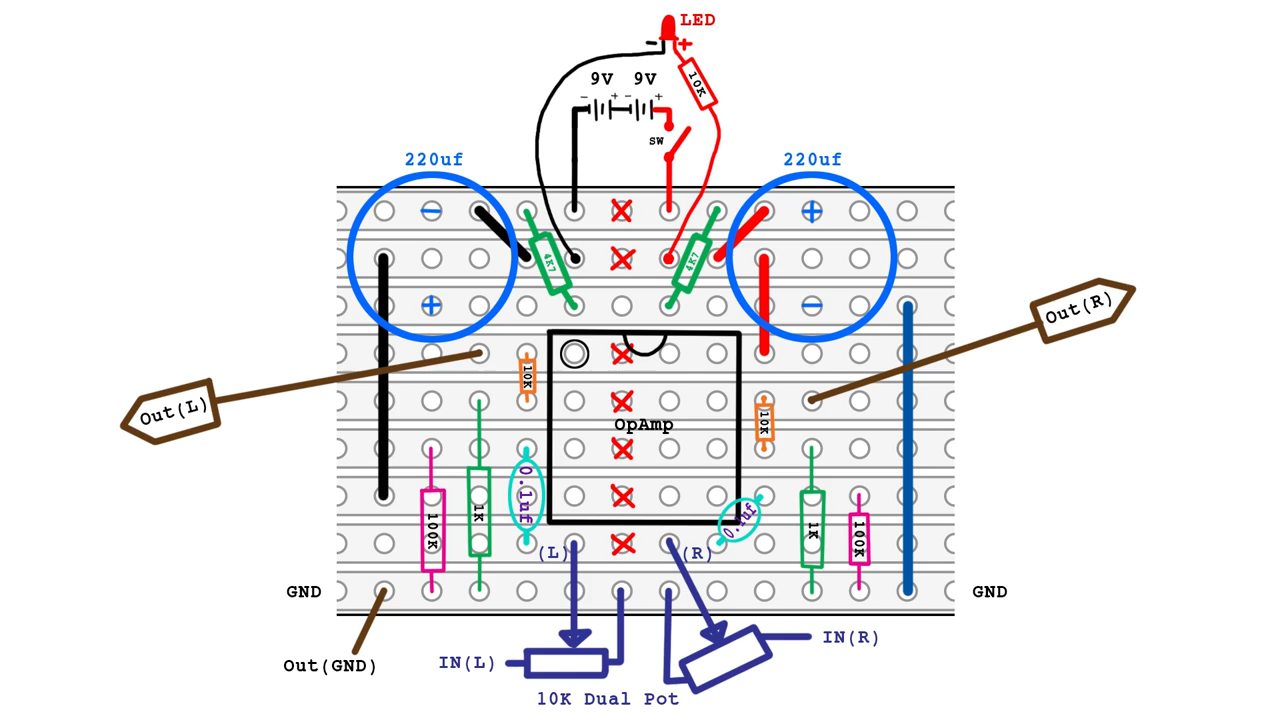 LED
- +
10K
9V 9V
- + - +
SW
220uf
220uf
-
+
4K7
4K7
+
-
Out(R)
10K
Out(L)
10K
OpAmp
0.1uf
0.1uf
100K
1K
1K
100K
(L)
(R)
GND
GND
Out(GND)
IN(L)
IN(R)
10K Dual Pot